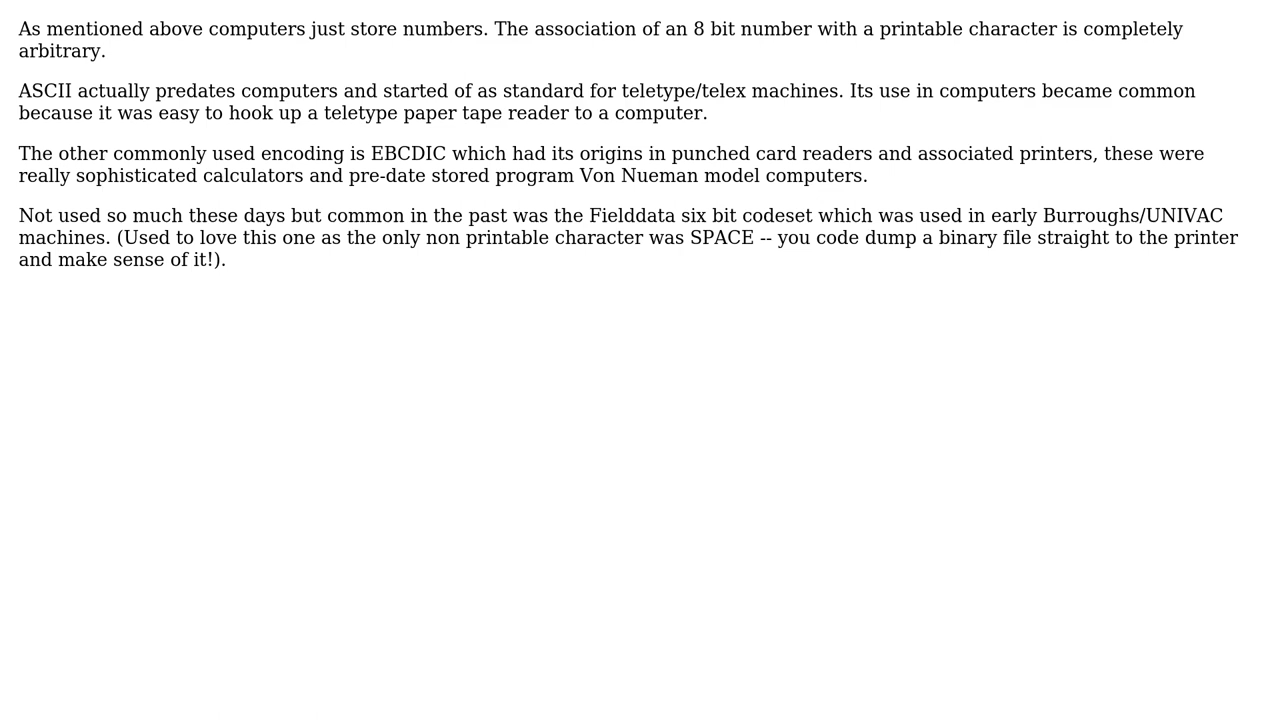 As mentioned above computers just store numbers. The association of an 8 bit number with a printable character is completely
arbitrary.
ASCII actually predates computers and started of as standard for teletype/telex machines. Its use in computers became common
because it was easy to hook up a teletype paper tape reader to a computer.
The other commonly used encoding is EBCDIC which had its origins in punched card readers and associated printers, these were
really sophisticated calculators and pre-date stored program Von Nueman model computers.
Not used so much these days but common in the past was the Fielddata six bit codeset which was used in early Burroughs/UNIVAC
machines. (Used to love this one as the only non printable character was SPACE -- you code dump a binary file straight to the printer
and make sense of it!).